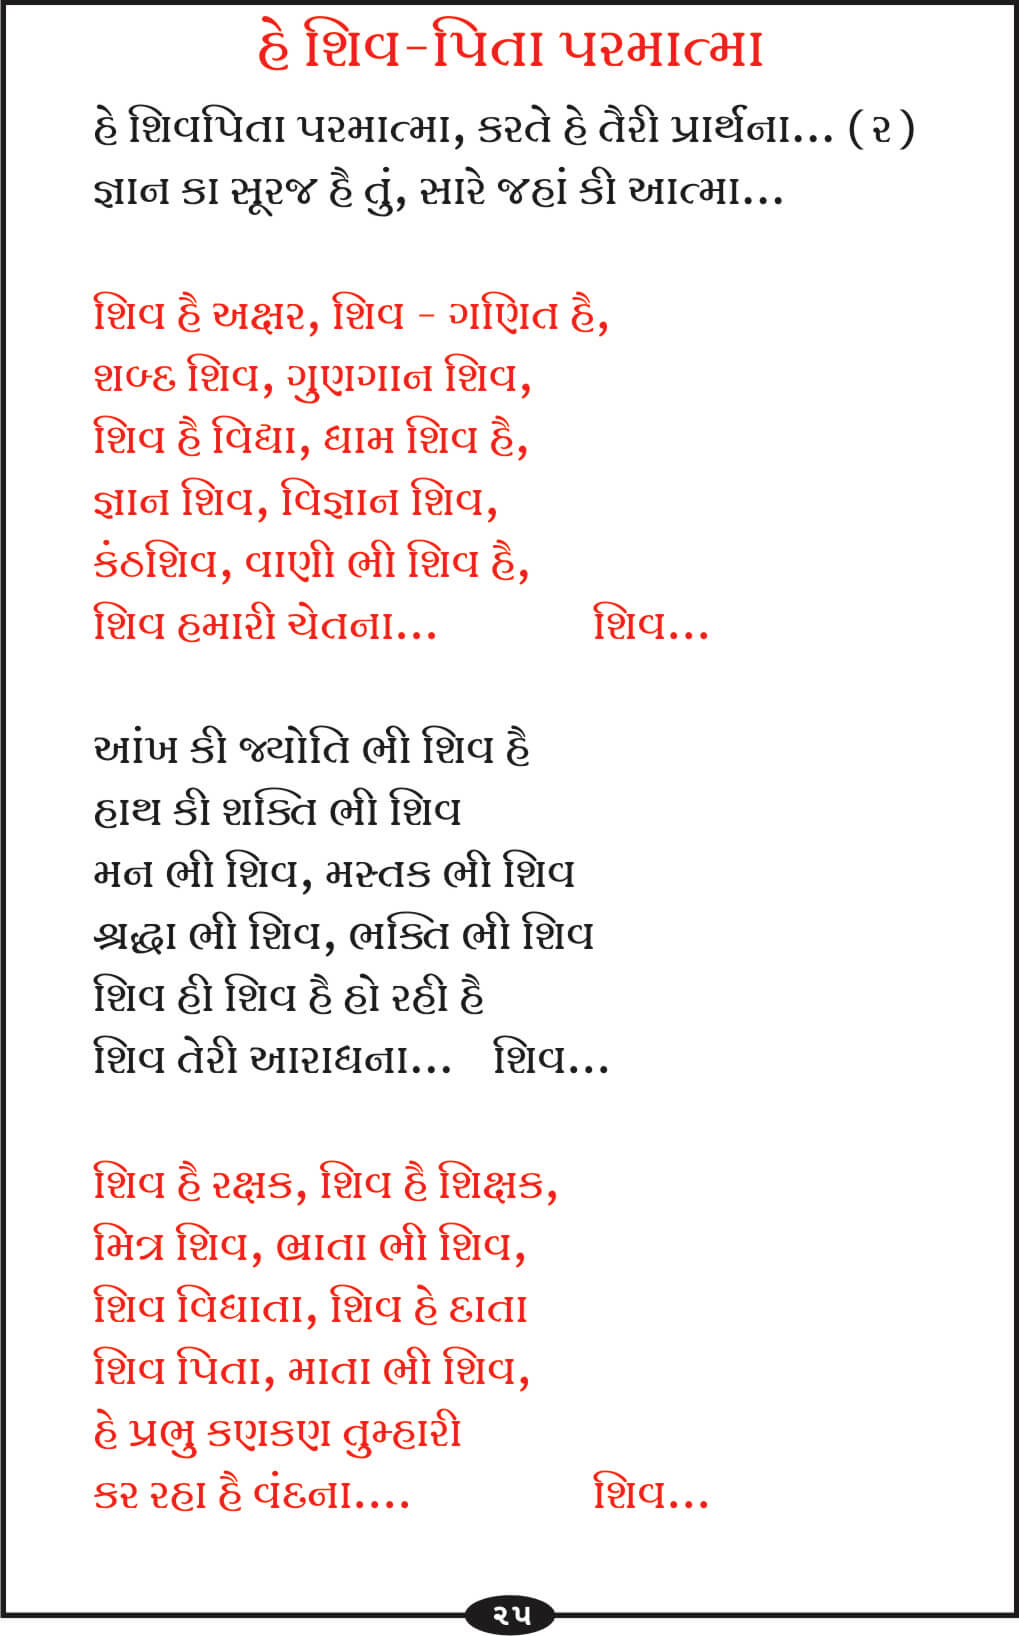 હે શિવ-પિતા પરમાત્મા
હે શિવપિતા પરમાત્મા, કરતે હે તૈરી પ્રાર્થના... (ર)
જ્ઞાન કા સૂરજ હૈ તું, સારે જહાં કી આત્મા...
શિવ હૈ અક્ષર, શિવ - ગણિત હૈ,
શબ્દ શિવ, ગુણગાન શિવ,
શિવ હૈ વિદ્યા, ધામ શિવ હૈ,
જ્ઞાન શિવ, વિજ્ઞાન શિવ,
કંઠશિવ, વાણી ભી શિવ હૈ,
શિવ હમારી ચેતના... શિવ...
આંખ કી જ્યોતિ ભી શિવ હૈ
હાથ કી શક્તિ ભી શિવ
મન ભી શિવ, મસ્તક ભી શિવ
શ્રદ્ધા ભી શિવ, ભક્તિ ભી શિવ
શિવ હી શિવ હૈ હો રહી હૈ
શિવ તેરી આરાધના... શિવ...
શિવ હૈ રક્ષક, શિવ હૈ શિક્ષક,
મિત્ર શિવ, ભ્રાતા ભી શિવ,
શિવ વિધાતા, શિવ હે દાતા
શિવ પિતા, માતા ભી શિવ,
હે પ્રભુ કણકણ તુમ્હારી
કર રહા હૈ વંદના.... શિવ...
૨૫